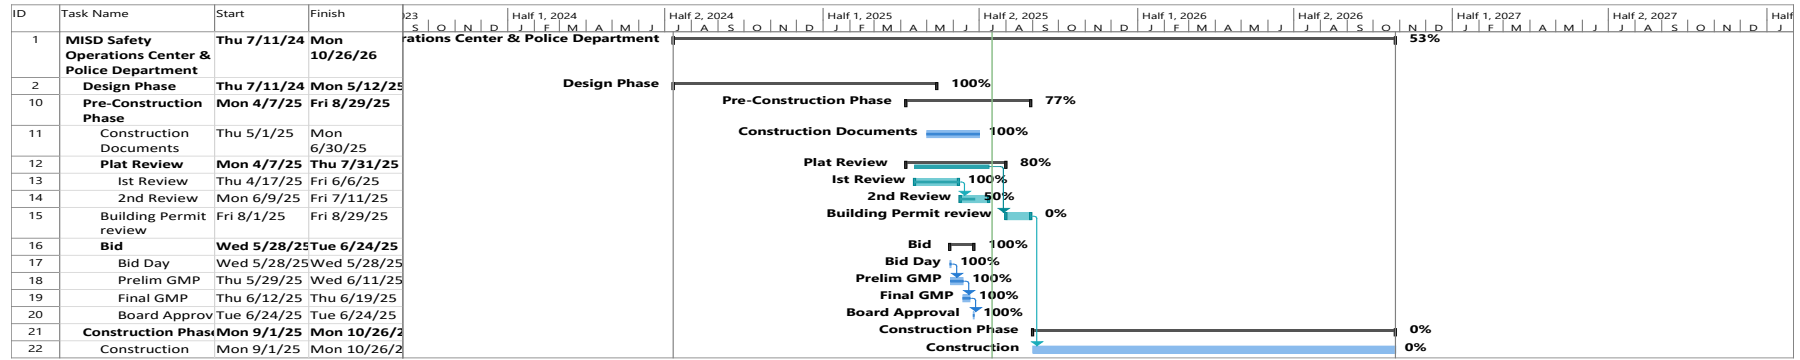 ID Task Name Start Finish 23 Half 1, 2024 Half 2, 2024 Half 1, 2025 Half 2, 2025 Half 1, 2026 Half 2, 2026 Half 1, 2027 Half 2, 2027 Half
S O N D J F M A M J J A S O N D J F M A M J J A S O N D J F M A M J J A S O N D J F M A M J J A S O N D J
1 MISD Safety Thu 7/11/24 Mon rations Center & Police Department 53%
Operations Center & 10/26/26
Police Department
2 Design Phase Thu 7/11/24 Mon 5/12/25 Design Phase 100%
10 Pre-Construction Mon 4/7/25 Fri 8/29/25 Pre-Construction Phase 77%
Phase
11 Construction Thu 5/1/25 Mon Construction Documents 100%
Documents 6/30/25
12 Plat Review Mon 4/7/25 Thu 7/31/25 Plat Review 80%
13 Ist Review Thu 4/17/25 Fri 6/6/25 Ist Review 100%
14 2nd Review Mon 6/9/25 Fri 7/11/25 2nd Review 50%
15 Building Permit Fri 8/1/25 Fri 8/29/25 Building Permit review 0%
review
16 Bid Wed 5/28/25 Tue 6/24/25 Bid 100%
17 Bid Day Wed 5/28/25 Wed 5/28/25 Bid Day 100%
18 Prelim GMP Thu 5/29/25 Wed 6/11/25 Prelim GMP 100%
19 Final GMP Thu 6/12/25 Thu 6/19/25 Final GMP 100%
20 Board Approv Tue 6/24/25 Tue 6/24/25 Board Approval 100%
21 Construction Phase Mon 9/1/25 Mon 10/26/2 Construction Phase 0%
22 Construction Mon 9/1/25 Mon 10/26/2 Construction 0%